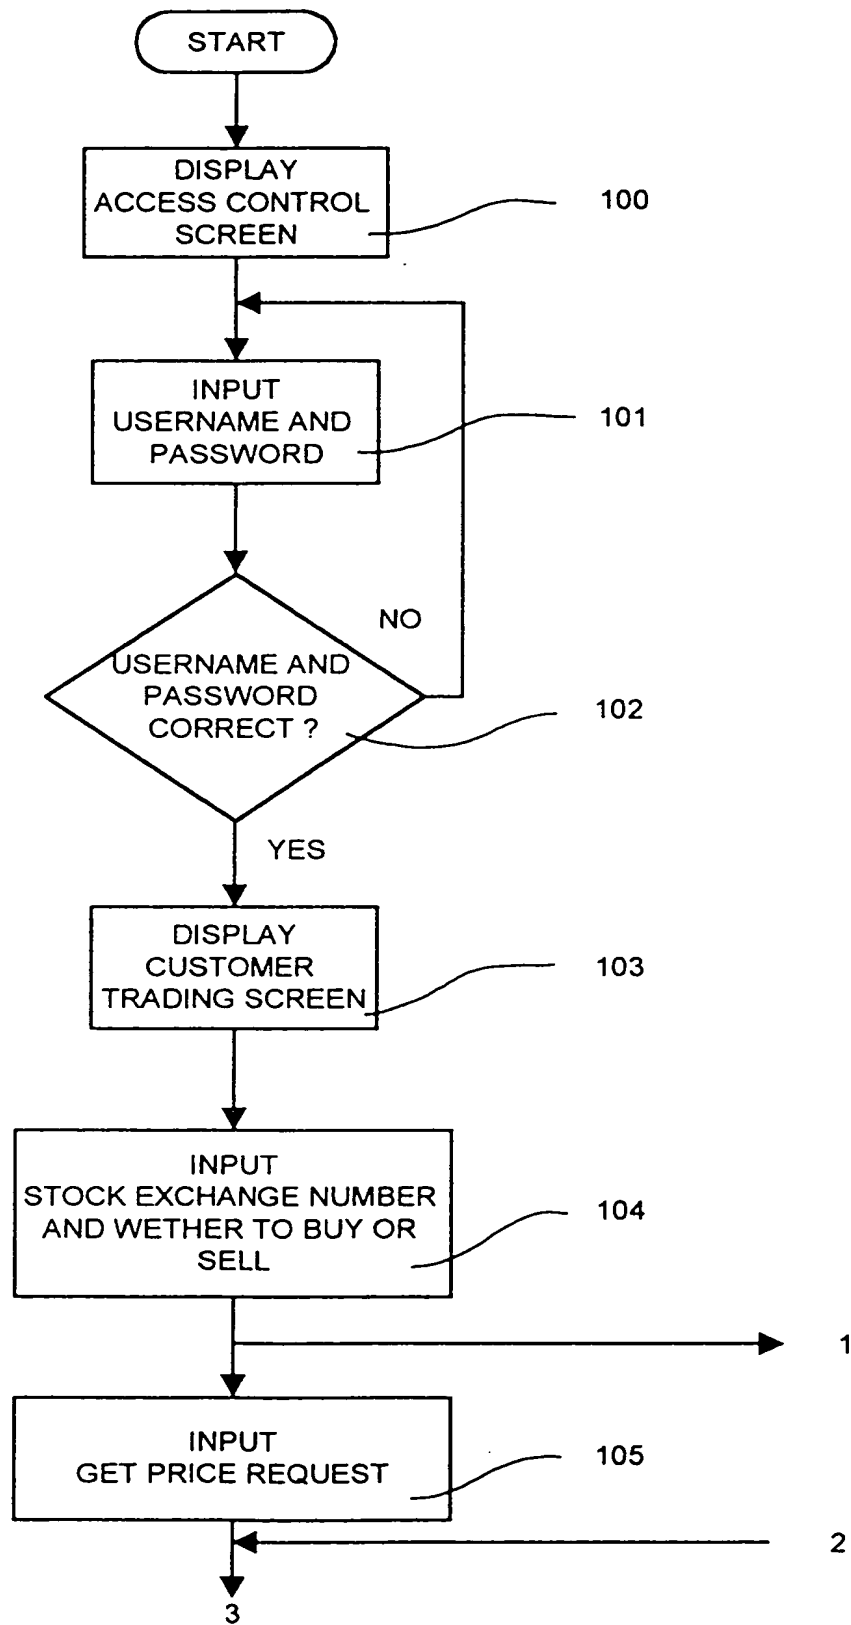 START
DISPLAY
ACCESS CONTROL
SCREEN
100
INPUT
USERNAME AND
PASSWORD
101
NO
USERNAME AND
PASSWORD
CORRECT ?
102
YES
DISPLAY
CUSTOMER
TRADING SCREEN
103
INPUT
STOCK EXCHANGE NUMBER
AND WETHER TO BUY OR
SELL
104
1
INPUT
GET PRICE REQUEST
105
2
3